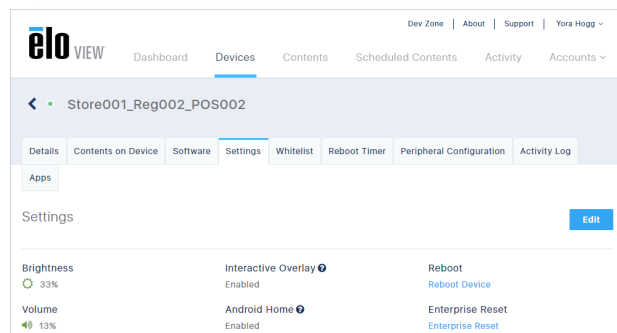 Dev Zone | About | Support | Yora Hogg
ēlo VIEW
Dashboard Devices Contents Scheduled Contents Activity Accounts
Store001_Reg002_POS002
Details Contents on Device Software Settings Whitelist Reboot Timer Peripheral Configuration Activity Log
Apps
Settings Edit
Brightness Interactive Overlay ? Reboot
33% Enabled Reboot Device
Volume Android Home ? Enterprise Reset
13% Enabled Enterprise Reset